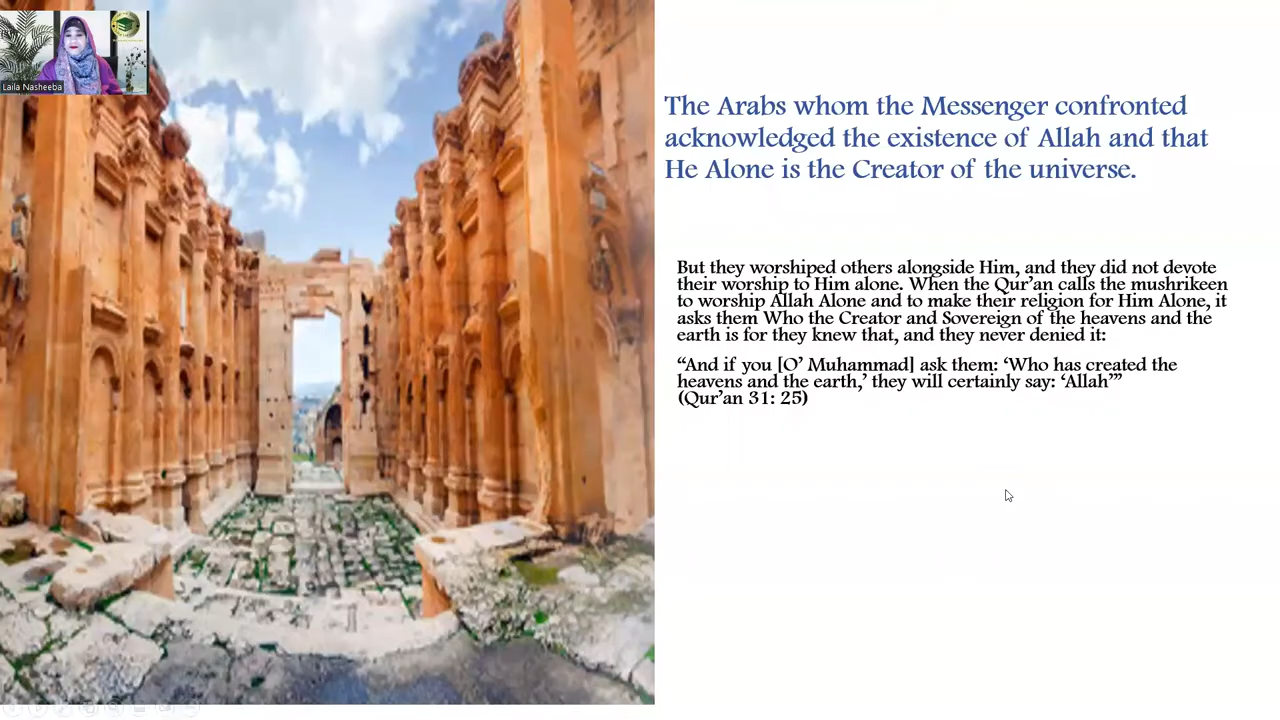 Laila Nasheeba
The Arabs whom the Messenger confronted
acknowledged the existence of Allah and that
He Alone is the Creator of the universe.
But they worshiped others alongside Him, and they did not devote
their worship to Him alone. When the Qur’an calls the mushrikeen
to worship Allah Alone and to make their religion for Him Alone, it
asks them Who the Creator and Sovereign of the heavens and the
earth is for they knew that, and they never denied it:
“And if you [O’ Muhammad] ask them: ‘Who has created the
heavens and the earth,’ they will certainly say: ‘Allah’”
(Qur’an 31: 25)